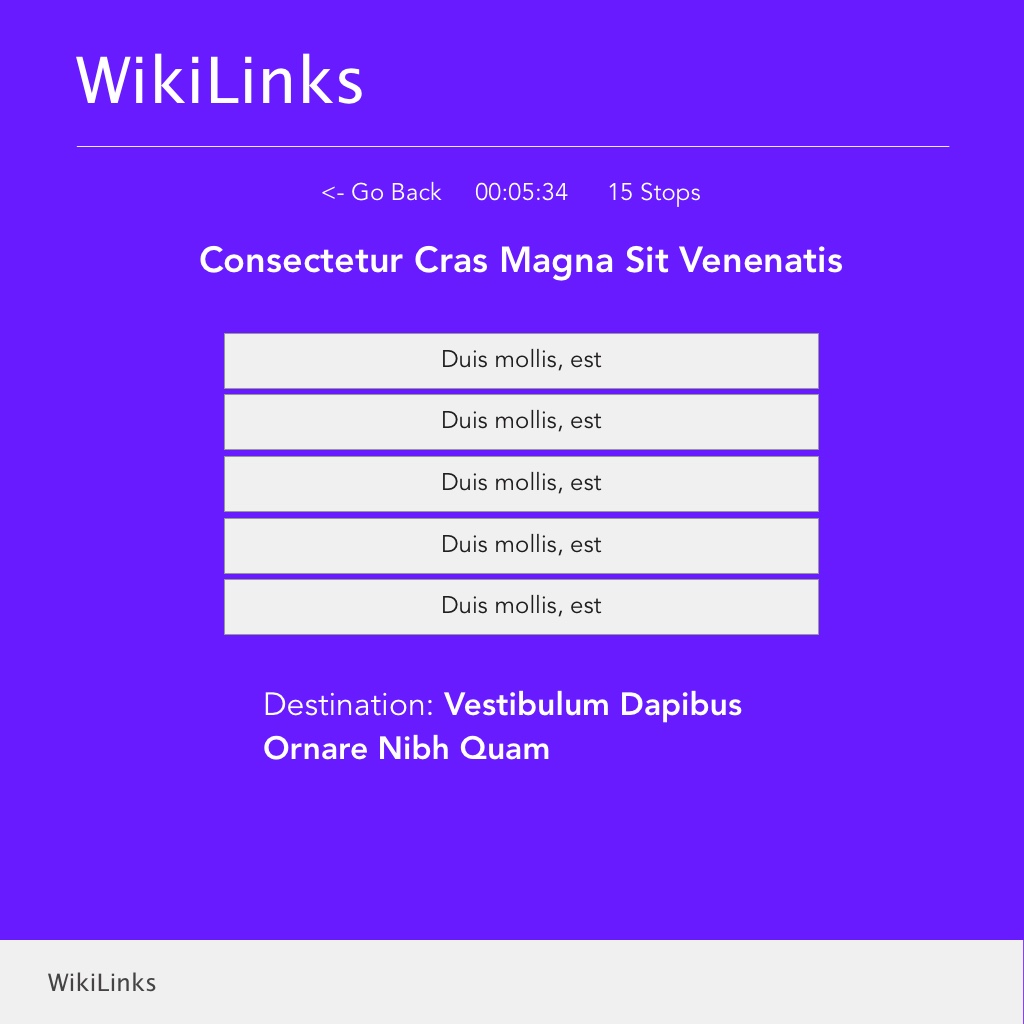 WikiLinks
<- Go Back 00:05:34 15 Stops
Consectetur Cras Magna Sit Venenatis
Duis mollis, est
Duis mollis, est
Duis mollis, est
Duis mollis, est
Duis mollis, est
Destination: Vestibulum Dapibus
Ornare Nibh Quam
WikiLinks